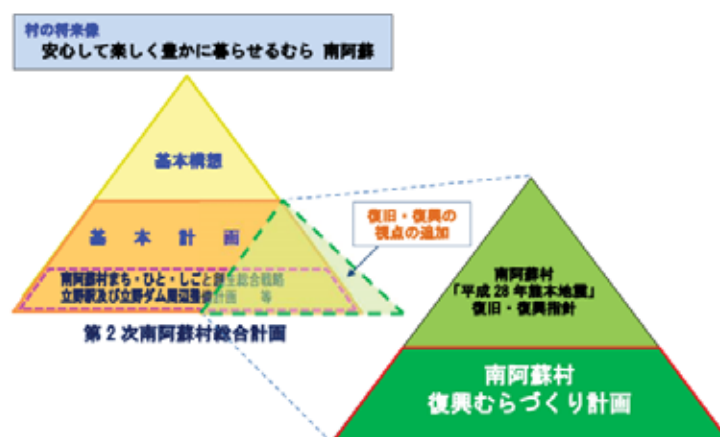 村の将来像
安心して楽しく豊かに暮らせるむら 南阿蘇
基本構想
基本計画
南阿蘇村まち・ひと・しごと創生総合戦略
立野駅及び立野ダム周辺整備計画 等
第2次南阿蘇村総合計画
復旧・復興の
視点の追加
南阿蘇村
「平成28年熊本地震」
復旧・復興指針
南阿蘇村
復興むらづくり計画